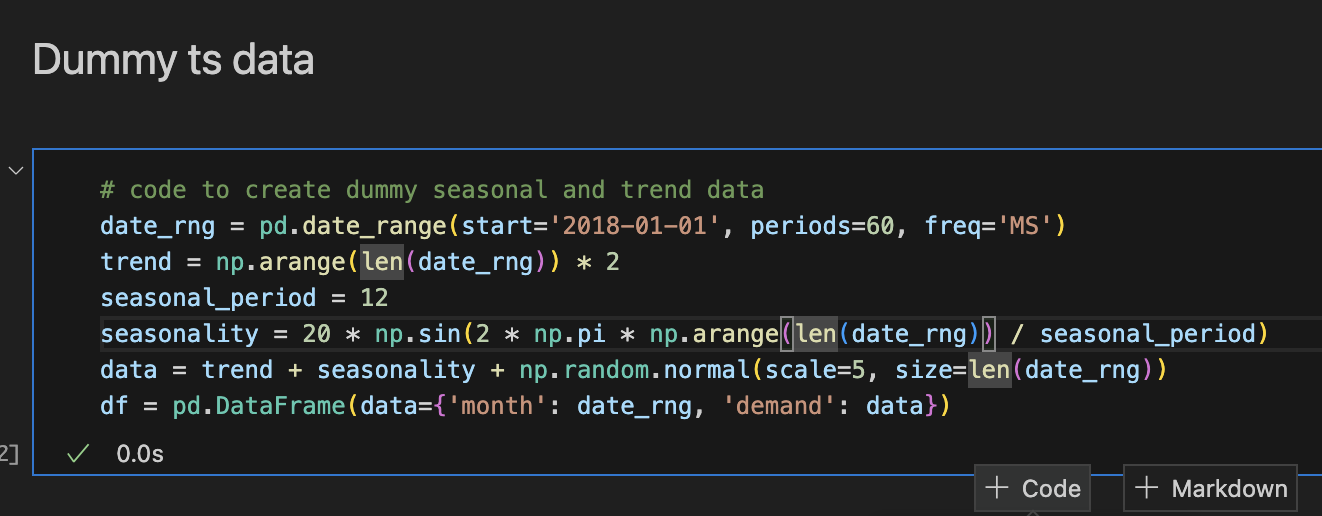 Dummy ts data
# code to create dummy seasonal and trend data
date_rng = pd.date_range(start='2018-01-01', periods=60, freq='MS')
trend = np.arange(len(date_rng)) * 2
seasonal_period = 12
seasonality = 20 * np.sin(2 * np.pi * np.arange(len(date_rng)) / seasonal_period)
data = trend + seasonality + np.random.normal(scale=5, size=len(date_rng))
df = pd.DataFrame(data={'month': date_rng, 'demand': data})
2] 0.0s
+ Code + Markdown